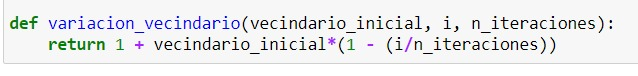 def variacion_vecindario(vecindario_inicial, i, n_iteraciones):
    return 1 + vecindario_inicial*(1 - (i/n_iteraciones))